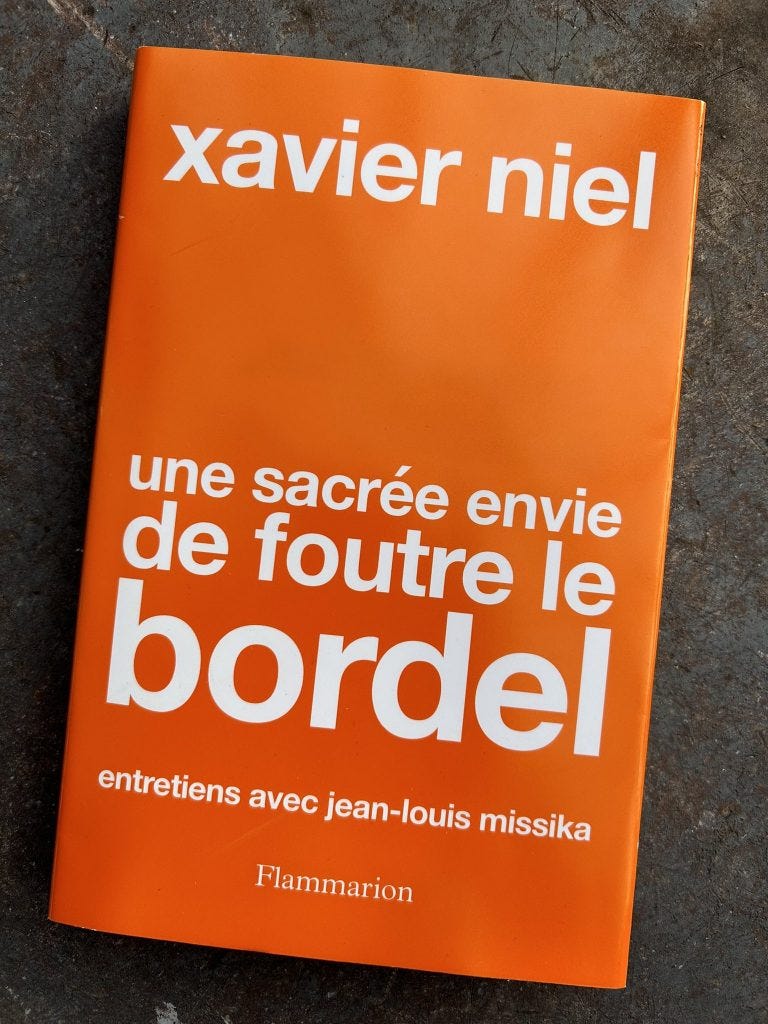 xavier niel
une sacrée envie
de foutre le
bordel
entretiens avec jean-louis missika
Flammarion